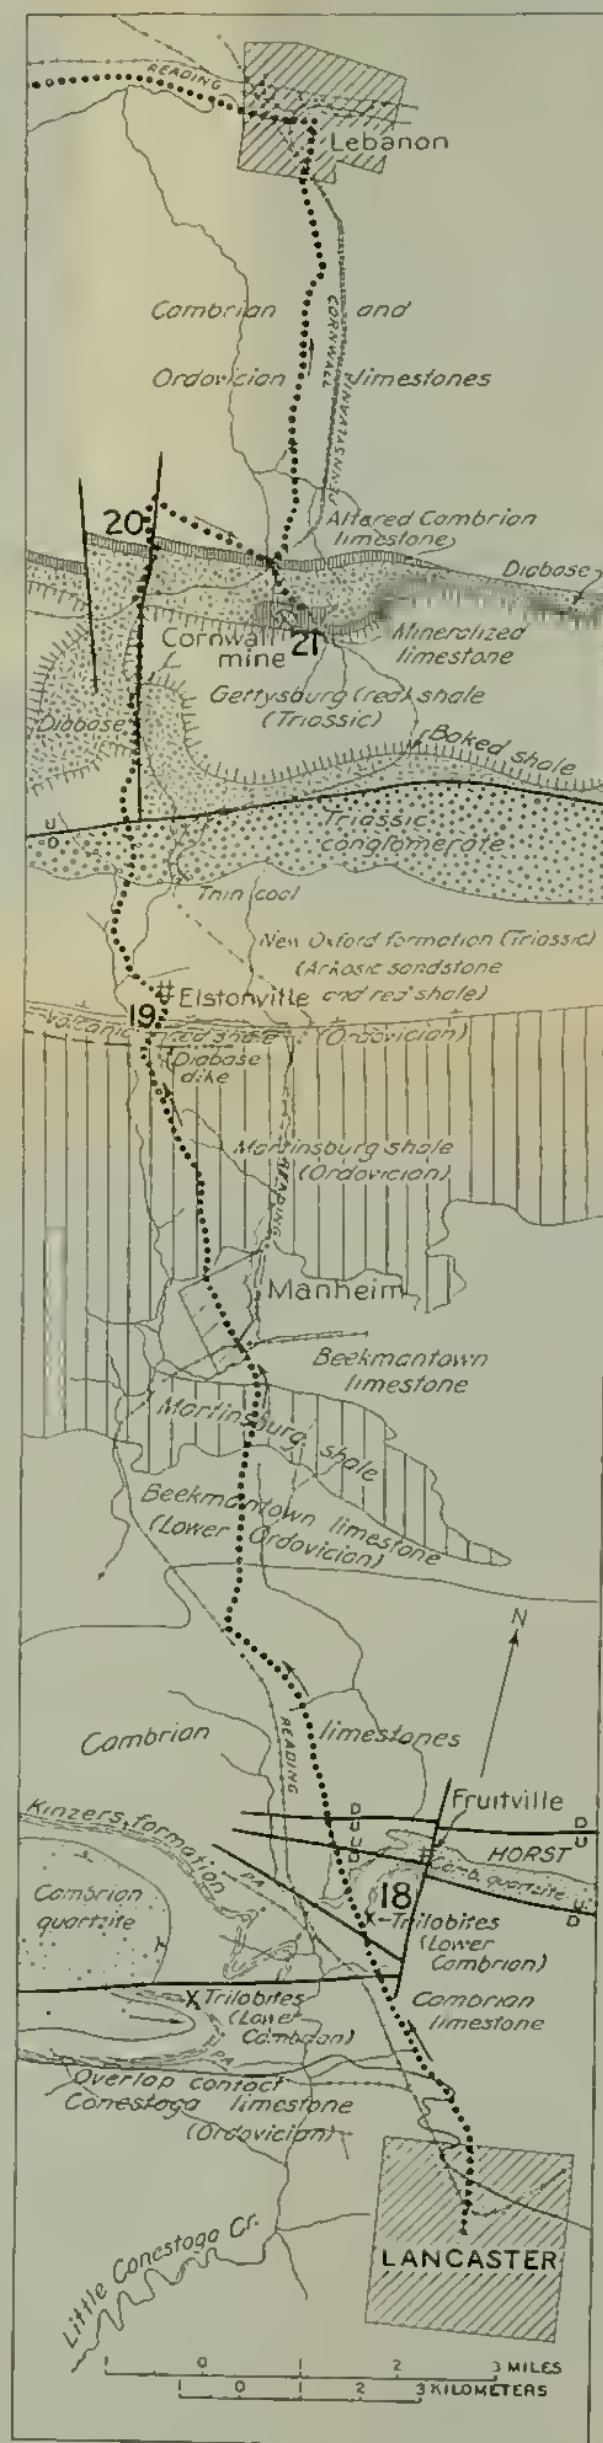 READING
Lebanon
Cambrian and
CORNWALL
Ordovician limestones
PENNSYLVANIA
Altered Cambrian
limestone
20
Diabase
Cornwall
mine
21
Mineralized
limestone
Gettysburg (red) shale
(Triassic)
Diabase
Baked shale
U
D
Triassic
conglomerate
Thin coal
New Oxford formation (Triassic)
(Arkosic sandstone
and red shale)
Elstonville
19
Volcanic red shale (Ordovician)
Diabase
dike
Martinsburg shale
(Ordovician)
READING
Manheim
Beekmantown
limestone
Martinsburg shale
Beekmantown limestone
(Lower Ordovician)
N
Cambrian limestones
READING
Fruitville
Kinzers formation
D
U
U
D
D
U
HORST
Camb. quartzite
PA
Cambrian
quartzite
18
U
D
X-Trilobites
(Lower
Cambrian)
X Trilobites
(Lower
Cambrian)
Cambrian
limestone
PA
Overlap contact
Conestoga limestone
(Ordovician)
LANCASTER
Little Conestoga Cr.
1 0 1 2 3 MILES
1 0 1 2 3 KILOMETERS